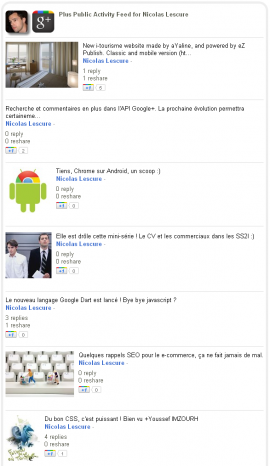 Plus Public Activity Feed for Nicolas Lescure
New i-tourisme website made by aYaline, and powered by eZ
Publish. Classic and mobile version (ht...
Nicolas Lescure -
1 reply
1 reshare
+1 5
Recherche et commentaires en plus dans l'API Google+. La prochaine évolution permettra
certaineme...
Nicolas Lescure -
0 reply
0 reshare
+1 2
Tiens, Chrome sur Android, un scoop :)
Nicolas Lescure -
0 reply
0 reshare
+1 0
Elle est drôle cette mini-série ! Le CV et les commerciaux dans les SS2I :)
Nicolas Lescure -
0 reply
0 reshare
+1 0
Le nouveau langage Google Dart est lancé ! Bye bye javascript ?
Nicolas Lescure -
3 replies
1 reshare
+1 0
Quelques rappels SEO pour le e-commerce, ça ne fait jamais de mal.
Nicolas Lescure -
0 reply
0 reshare
+1 0
Du bon CSS, c'est puissant ! Bien vu +Youssef IMZOURH
Nicolas Lescure -
4 replies
0 reshare
+1 1